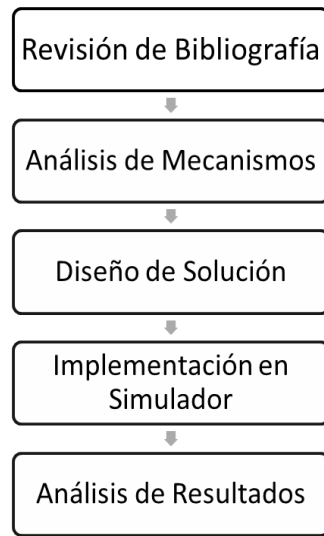 Revisión de Bibliografía
Análisis de Mecanismos
Diseño de Solución
Implementación en
Simulador
Análisis de Resultados